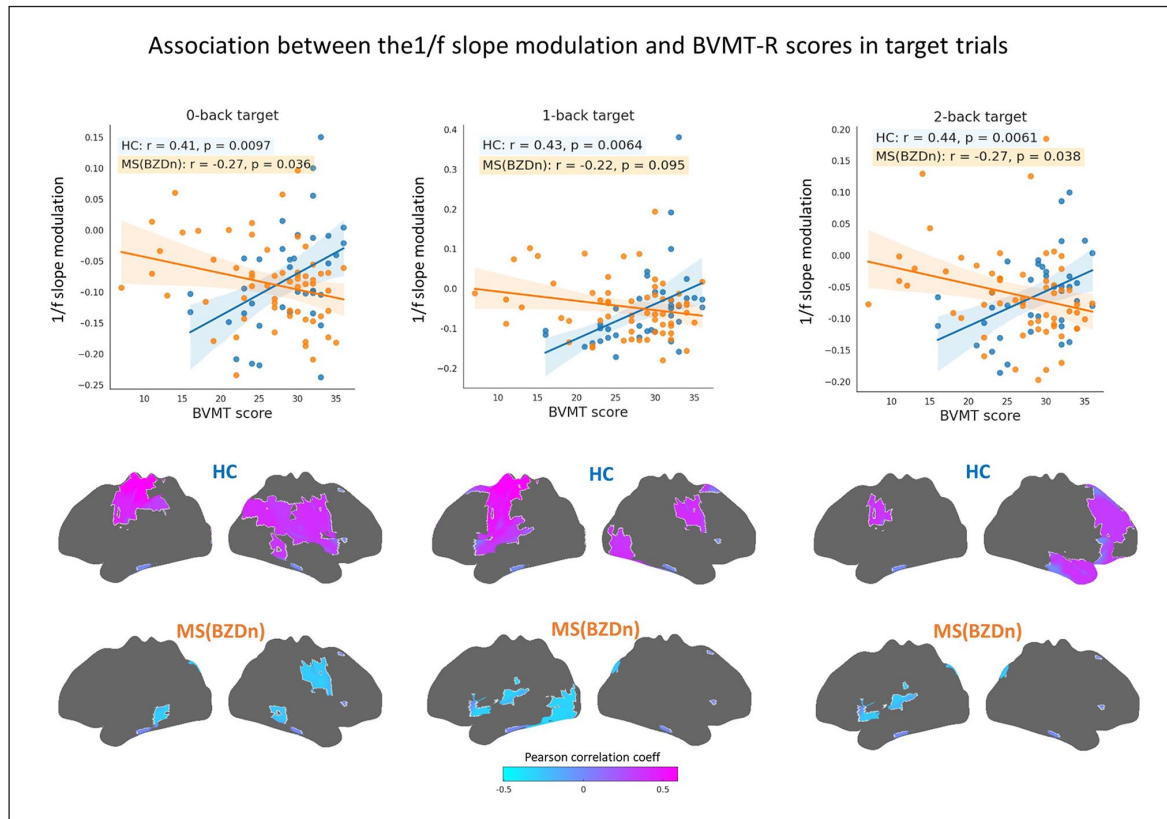 Association between the1/f slope modulation and BVMT-R scores in target trials
0-back target
HC: r = 0.41, p = 0.0097
MS(BZDn): r = -0.27, p = 0.036
0.15
0.10
0.05
0.00
−0.05
−0.10
−0.15
−0.20
−0.25
1/f slope modulation
10 15 20 25 30 35
BVMT score
1-back target
HC: r = 0.43, p = 0.0064
MS(BZDn): r = -0.22, p = 0.095
0.4
0.3
0.2
0.1
0.0
−0.1
−0.2
1/f slope modulation
10 15 20 25 30 35
BVMT score
2-back target
HC: r = 0.44, p = 0.0061
MS(BZDn): r = -0.27, p = 0.038
0.20
0.15
0.10
0.05
0.00
−0.05
−0.10
−0.15
−0.20
1/f slope modulation
10 15 20 25 30 35
BVMT score
HC
HC
HC
MS(BZDn)
MS(BZDn)
MS(BZDn)
Pearson correlation coeff
-0.5 0 0.5